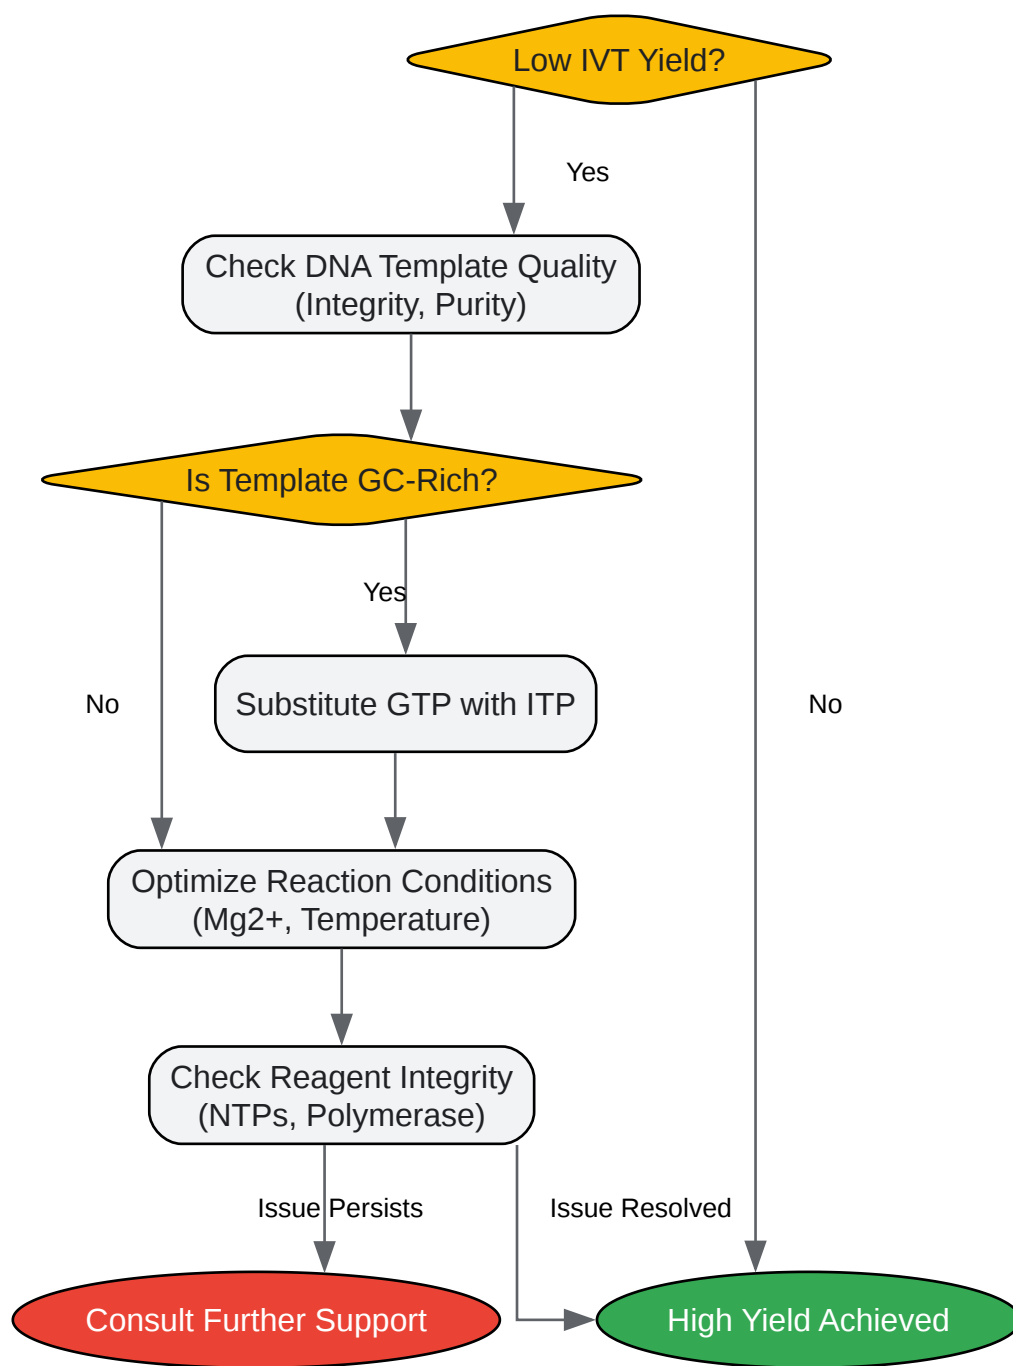 Low IVT Yield?
Yes
Check DNA Template Quality
(Integrity, Purity)
Is Template GC-Rich?
Yes
Substitute GTP with ITP
No
No
Optimize Reaction Conditions
(Mg2+, Temperature)
Check Reagent Integrity
(NTPs, Polymerase)
Issue Persists
Issue Resolved
Consult Further Support
High Yield Achieved